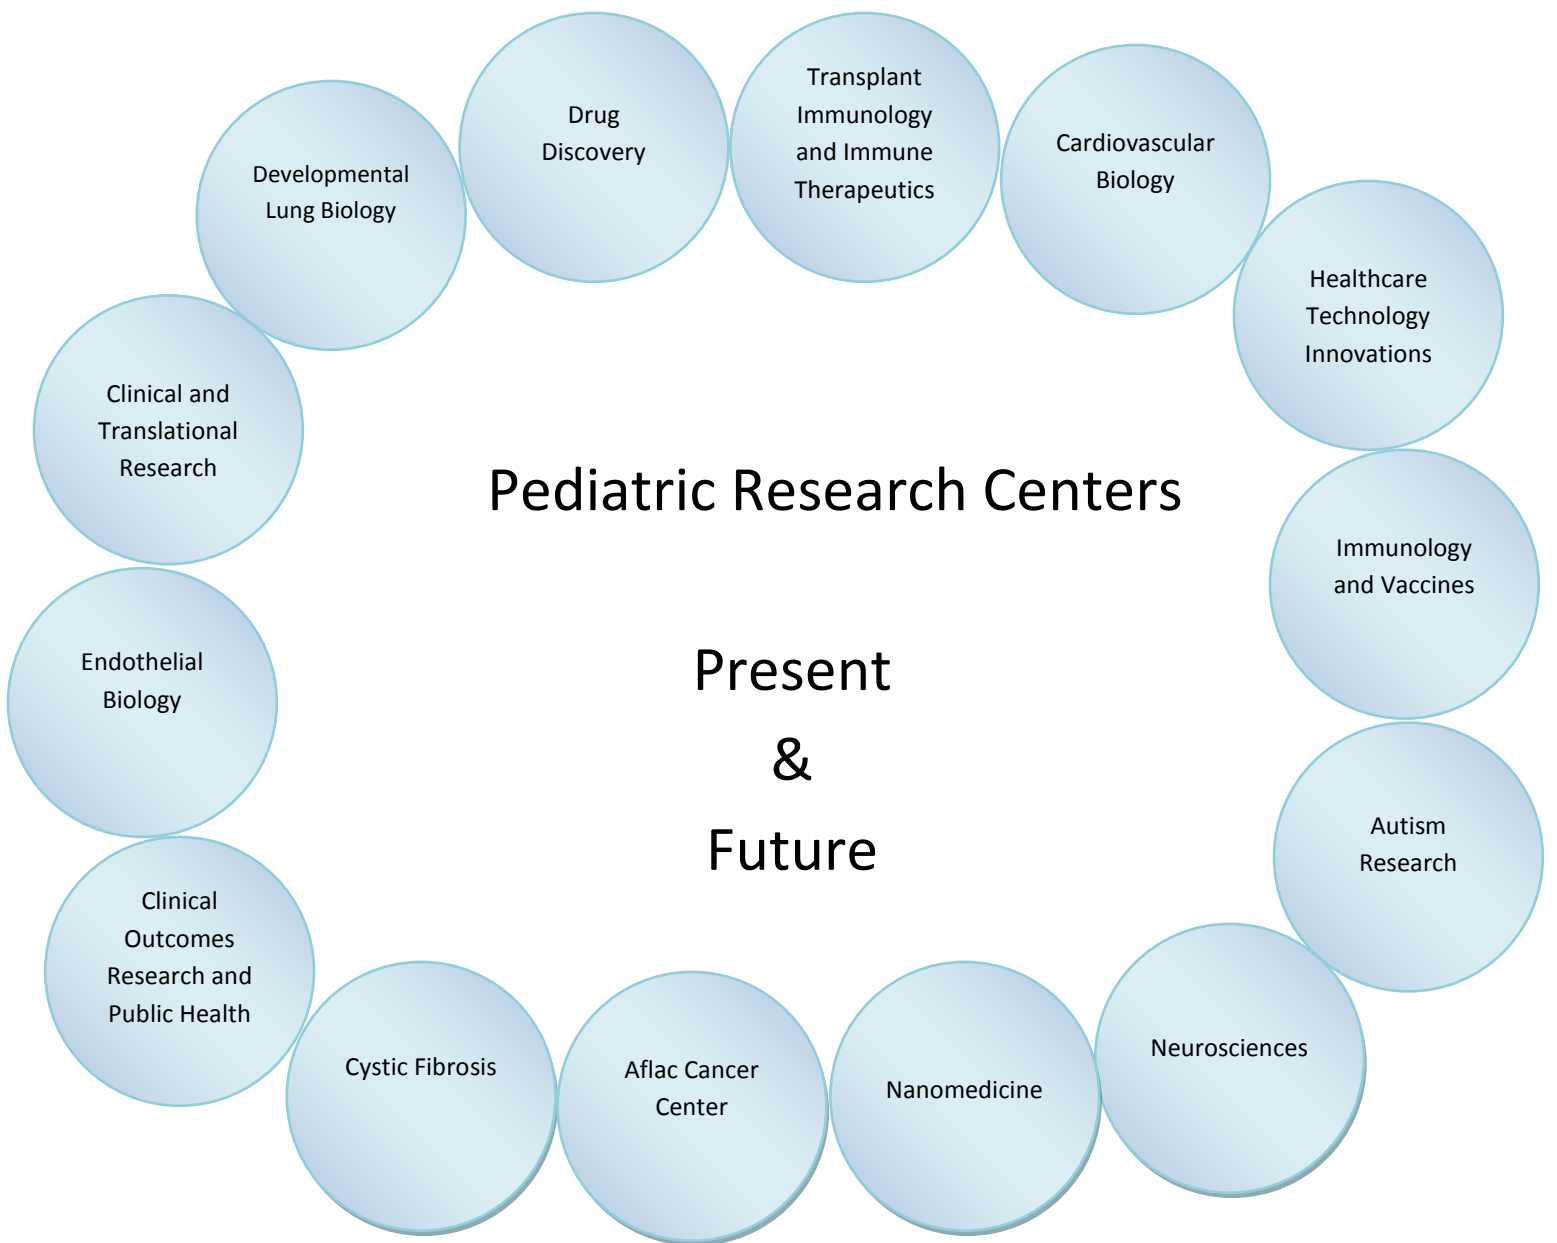 Drug
Discovery
Transplant
Immunology
and Immune
Therapeutics
Cardiovascular
Biology
Healthcare
Technology
Innovations
Immunology
and Vaccines
Autism
Research
Neurosciences
Nanomedicine
Aflac Cancer
Center
Cystic Fibrosis
Clinical
Outcomes
Research and
Public Health
Endothelial
Biology
Clinical and
Translational
Research
Developmental
Lung Biology
Pediatric Research Centers
Present
&
Future